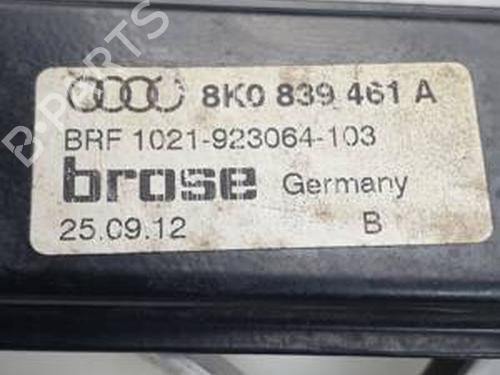 B-PARTS
8K0 839 461 A
BRF 1021-923064-103
brose Germany
25.09.12 B